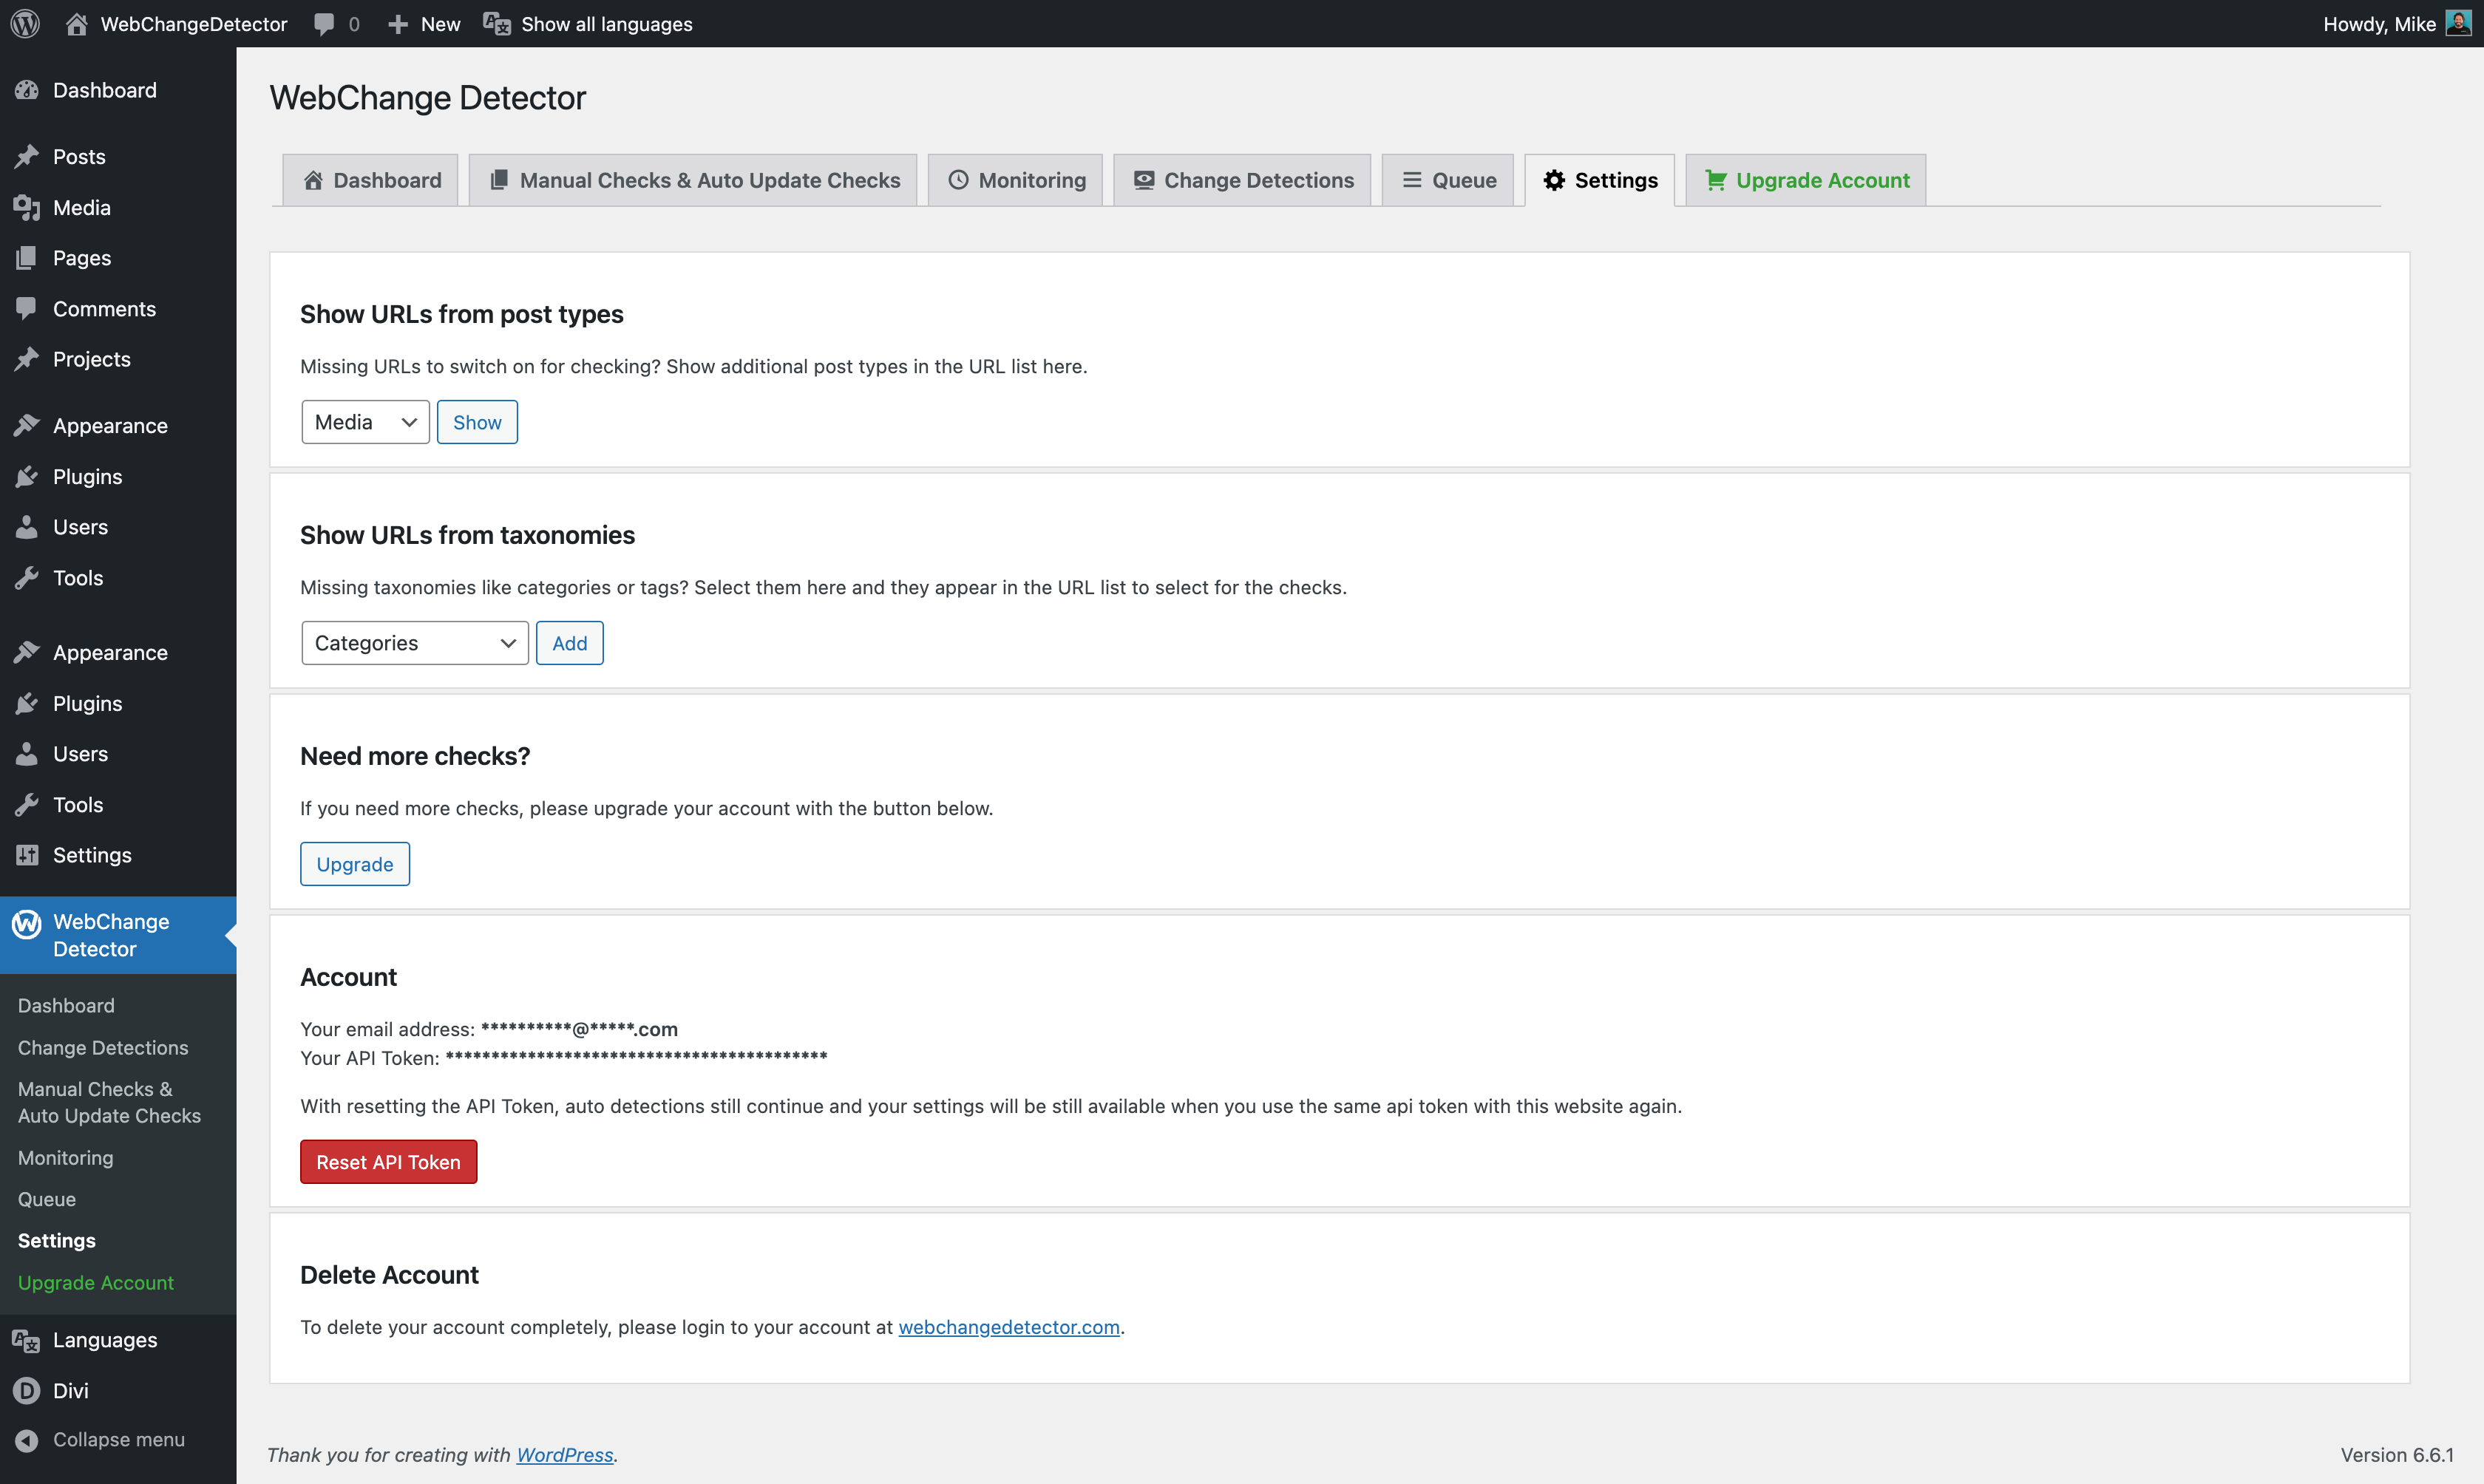 WebChangeDetector 0 New Show all languages Howdy, Mike
Dashboard
Posts
Media
Pages
Comments
Projects
Appearance
Plugins
Users
Tools
Appearance
Plugins
Users
Tools
Settings
WebChange
Detector
Dashboard
Change Detections
Manual Checks &
Auto Update Checks
Monitoring
Queue
Settings
Upgrade Account
Languages
Divi
Collapse menu
WebChange Detector
Dashboard Manual Checks & Auto Update Checks Monitoring Change Detections Queue Settings Upgrade Account
Show URLs from post types
Missing URLs to switch on for checking? Show additional post types in the URL list here.
Media Show
Show URLs from taxonomies
Missing taxonomies like categories or tags? Select them here and they appear in the URL list to select for the checks.
Categories Add
Need more checks?
If you need more checks, please upgrade your account with the button below.
Upgrade
Account
Your email address: **********@*****.com
Your API Token: ******************************************
With resetting the API Token, auto detections still continue and your settings will be still available when you use the same api token with this website again.
Reset API Token
Delete Account
To delete your account completely, please login to your account at webchangedetector.com.
Thank you for creating with WordPress. Version 6.6.1